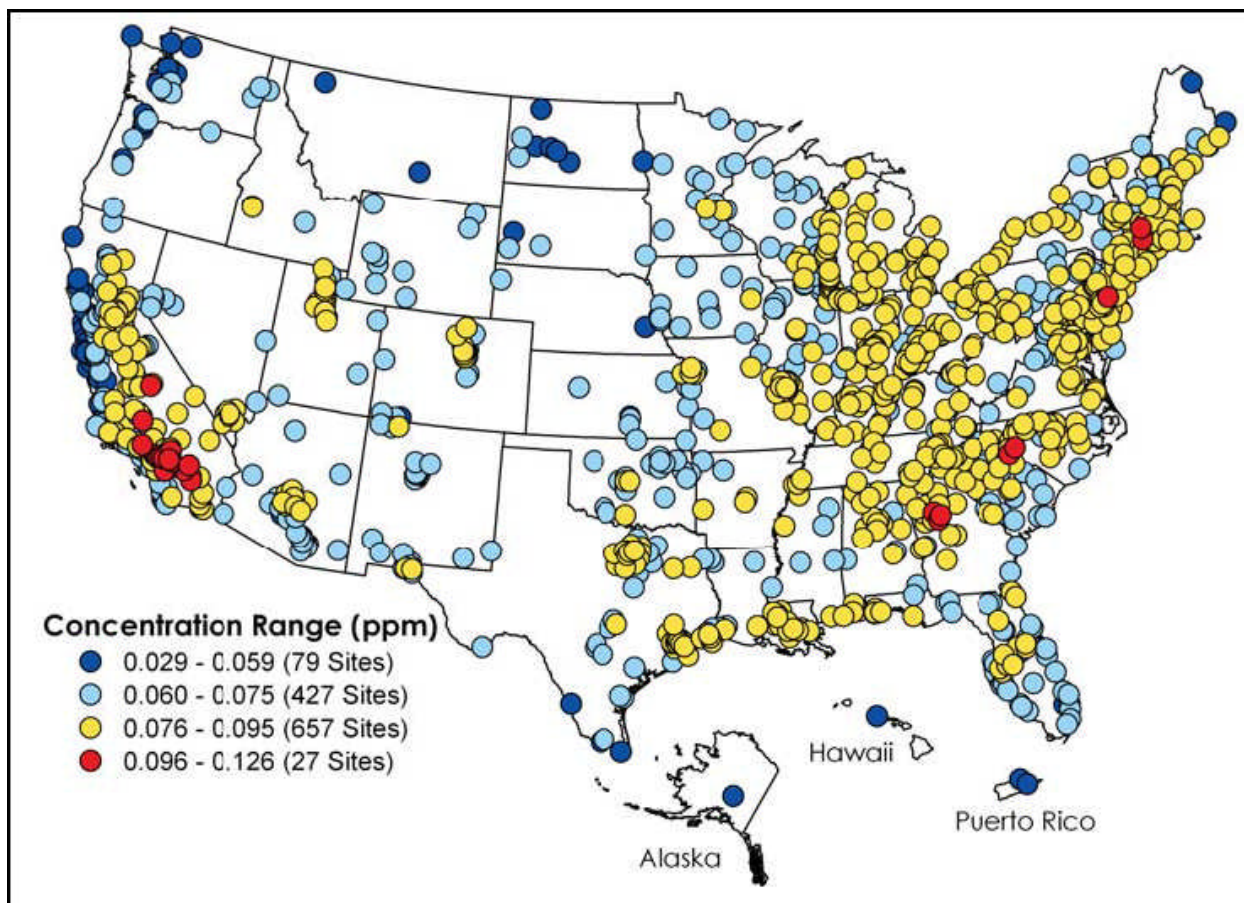 Concentration Range (ppm)
0.029 - 0.059 (79 Sites)
0.060 - 0.075 (427 Sites)
0.076 - 0.095 (657 Sites)
0.096 - 0.126 (27 Sites)
Hawaii
Puerto Rico
Alaska